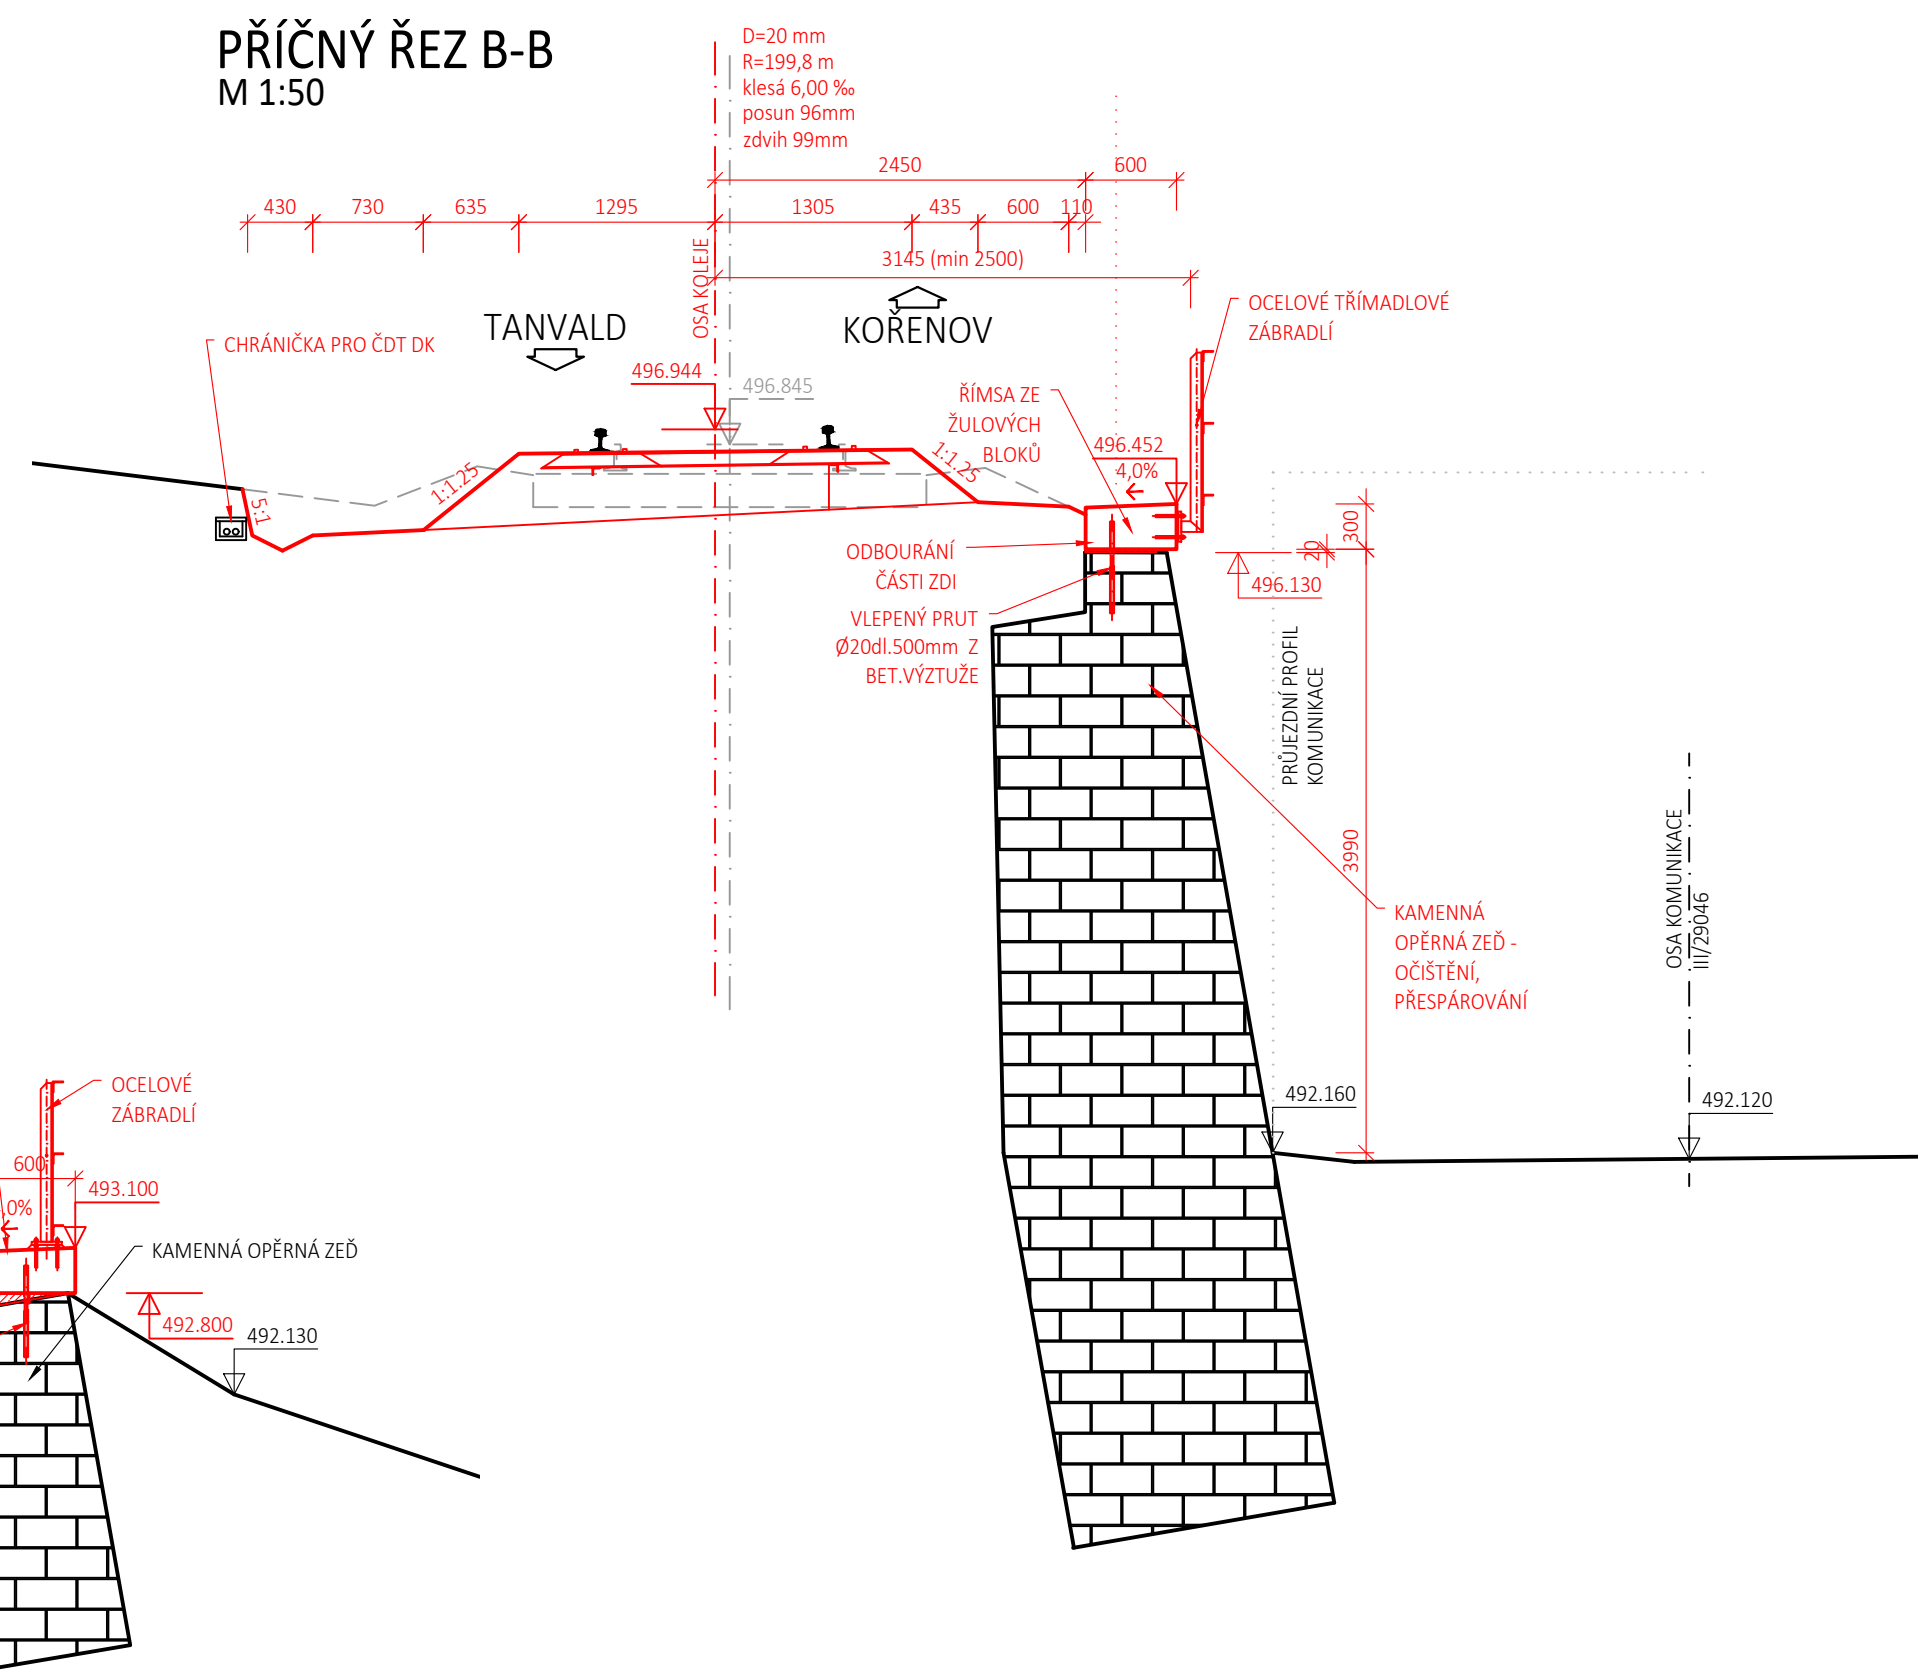 PŘÍČNÝ ŘEZ B-B
M 1:50
D=20 mm
R=199,8 m
klesá 6,00 ‰
posun 96mm
zdvih 99mm
2450
600
430
730
635
1295
1305
435
600
110
3145 (min 2500)
OSA KOLEJE
TANVALD
KOŘENOV
OCELOVÉ TŘÍMADLOVÉ
ZÁBRADLÍ
CHRÁNIČKA PRO ČDT DK
496.944
496.845
ŘÍMSA ZE
ŽULOVÝCH
BLOKŮ
496.452
4,0%
1:1.25
1:1.25
5:1
300
20
496.130
ODBOURÁNÍ
ČÁSTI ZDI
VLEPENÝ PRUT
Ø20dl.500mm Z
BET.VÝZTUŽE
PRŮJEZDNÍ PROFIL
KOMUNIKACE
3990
OSA KOMUNIKACE
III/29046
KAMENNÁ
OPĚRNÁ ZEĎ -
OČIŠTĚNÍ,
PŘESPÁROVÁNÍ
492.160
492.120
OCELOVÉ
ZÁBRADLÍ
600
493.100
,0%
KAMENNÁ OPĚRNÁ ZEĎ
492.800
492.130